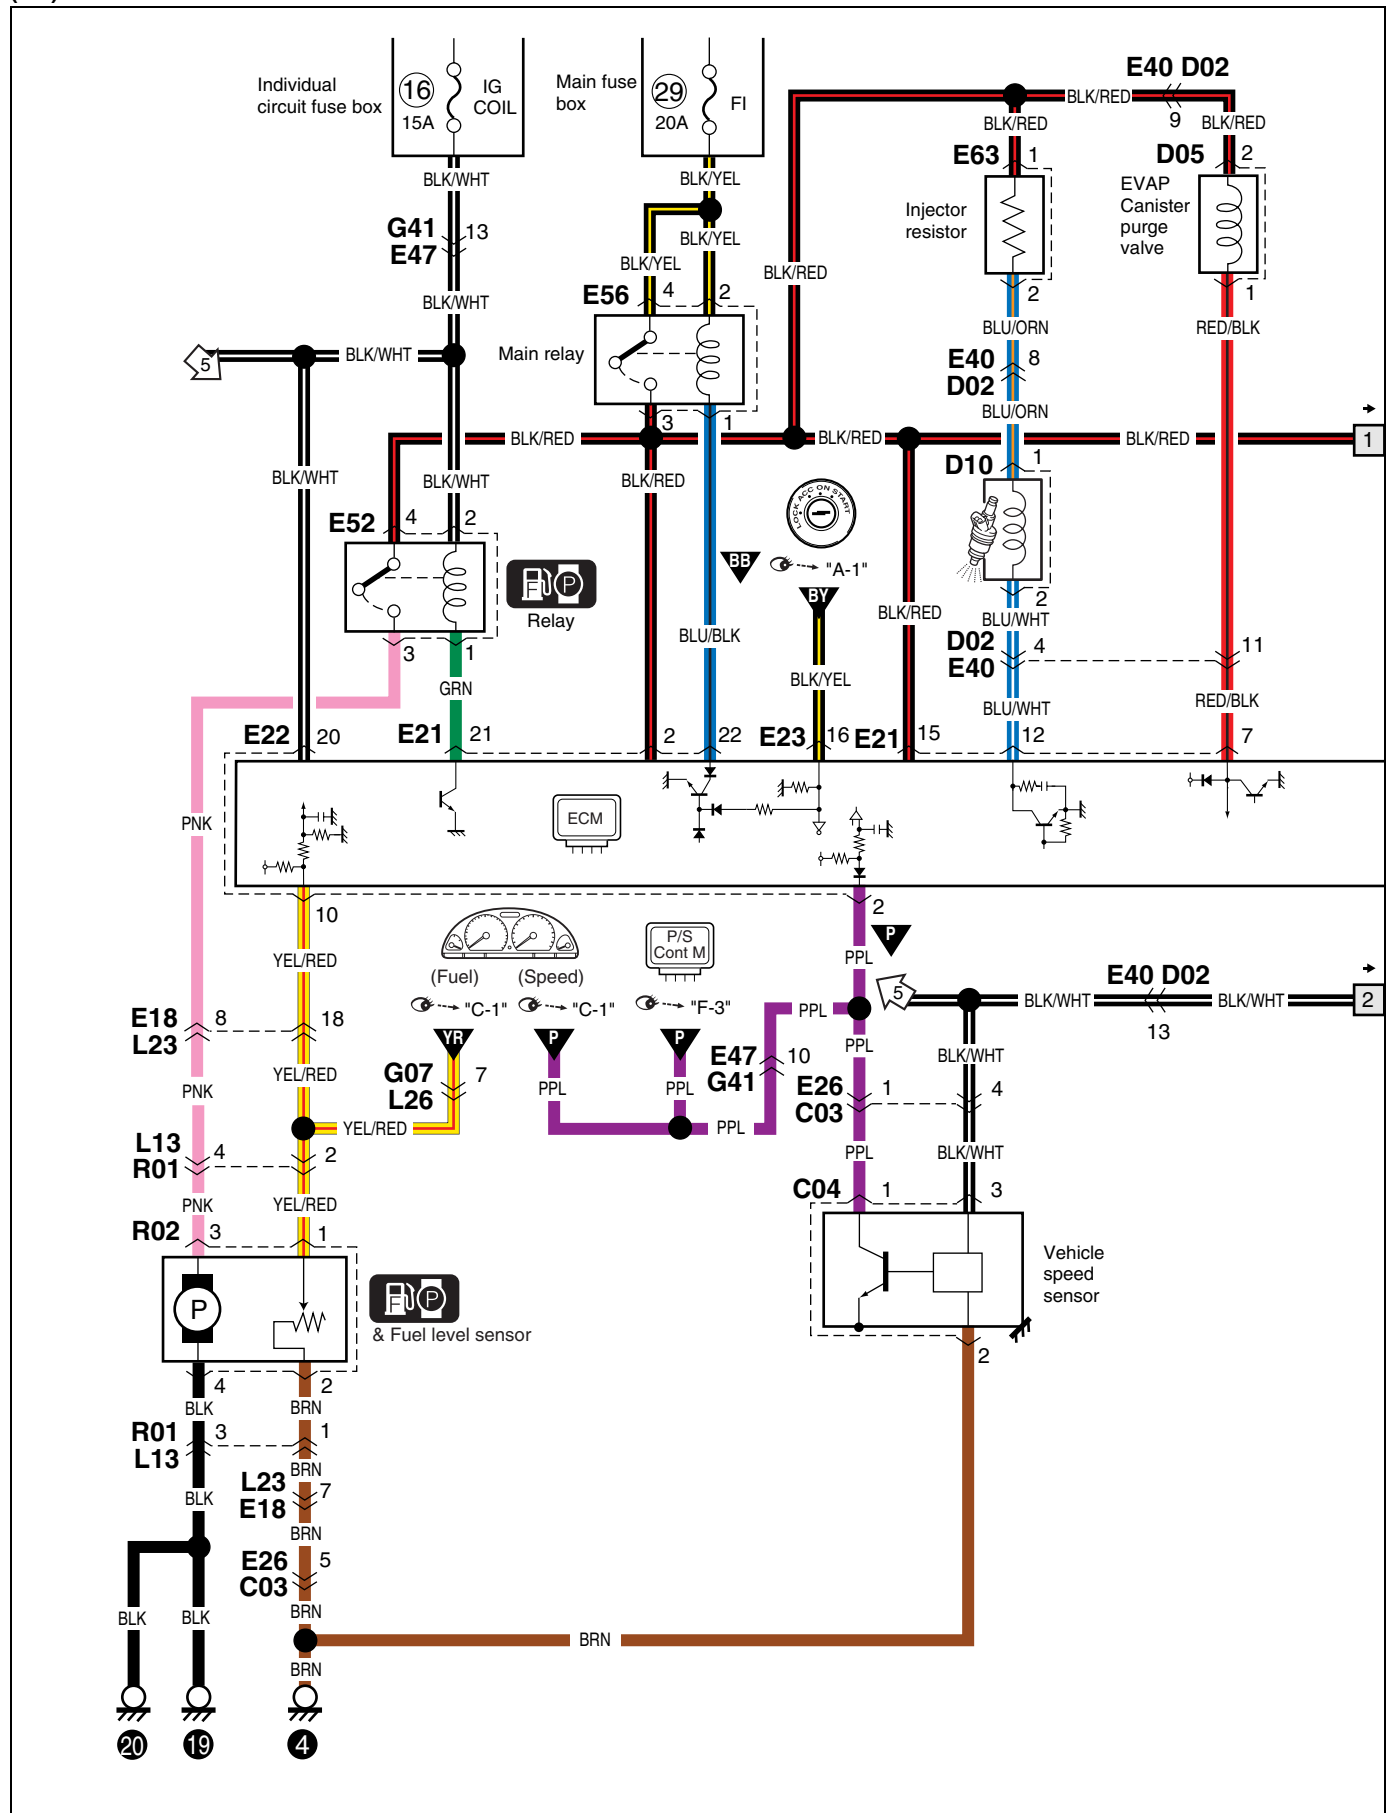 Individual
circuit fuse box
16
15A
IG
COIL
Main fuse
box
29
20A
FI
E40 D02
BLK/RED
9
BLK/RED
BLK/RED
BLK/WHT
BLK/YEL
E63
1
D05
2
EVAP
Canister
purge
valve
Injector
resistor
G41
13
E47
BLK/YEL
BLK/YEL
BLK/RED
BLK/WHT
E56
4
2
2
1
BLU/ORN
RED/BLK
5
BLK/WHT
Main relay
E40
8
D02
BLU/ORN
3
1
BLK/RED
BLK/RED
BLK/RED
1
BLK/WHT
BLK/WHT
BLK/RED
LOCK ACC ON START
D10
1
E52
4
2
BB
"A-1"
F
P
Relay
BY
2
BLK/RED
BLU/WHT
BLU/BLK
3
1
D02
4
11
E40
GRN
BLK/YEL
BLU/WHT
RED/BLK
E22
20
E21
21
2
22
E23
16
E21
15
12
7
PNK
ECM
10
2
P
P/S
Cont M
YEL/RED
PPL
(Fuel)
(Speed)
E40 D02
"C-1"
"C-1"
"F-3"
5
BLK/WHT
BLK/WHT
2
13
E18
8
18
L23
YR
P
P
PPL
PPL
E47
10
G41
BLK/WHT
YEL/RED
G07
7
L26
PNK
PPL
PPL
E26
1
4
C03
YEL/RED
PPL
L13
4
2
R01
PPL
BLK/WHT
PNK
YEL/RED
C04
1
3
R02
3
1
P
F
P
& Fuel level sensor
Vehicle
speed
sensor
2
4
2
BLK
BRN
R01
3
1
L13
BRN
L23
7
E18
BLK
BRN
E26
5
C03
BLK
BLK
BRN
BRN
BRN
20
19
4